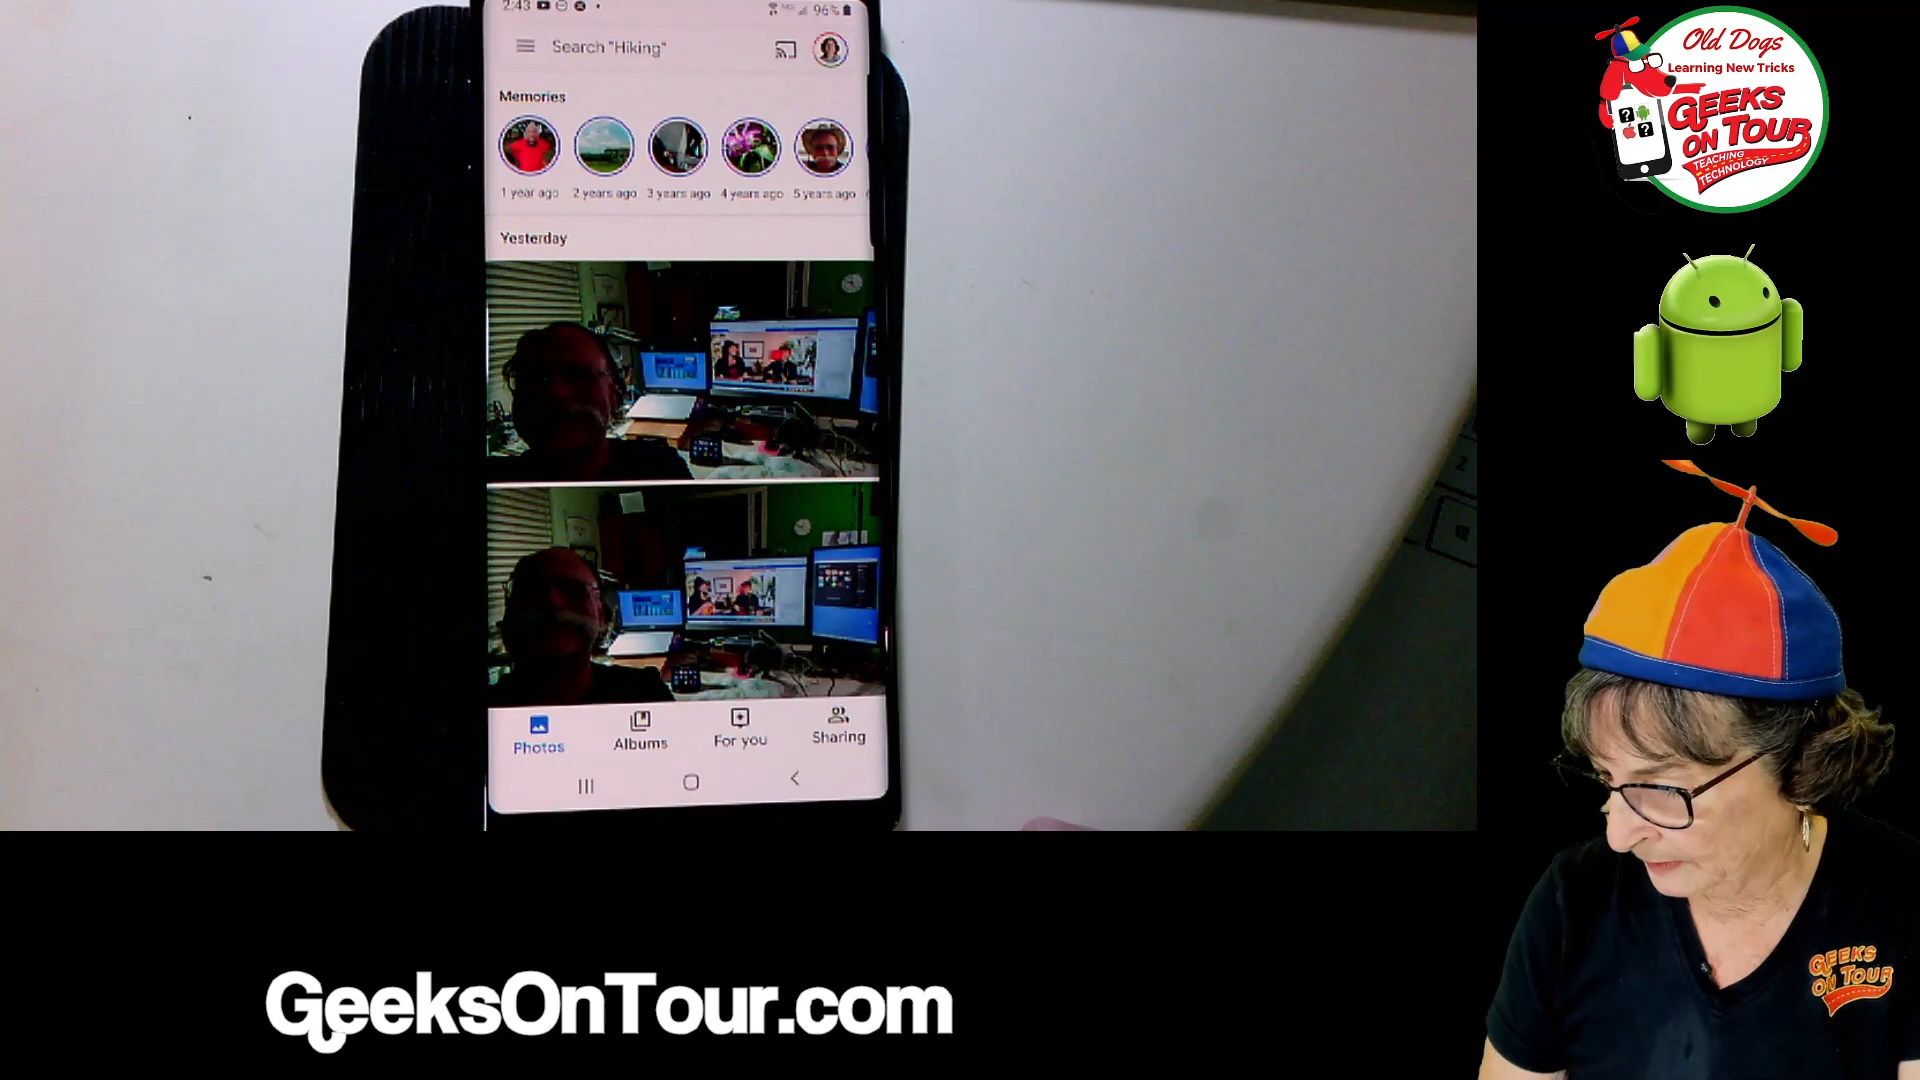 2:43
96%
Search "Hiking"
Memories
1 year ago
2 years ago
3 years ago
4 years ago
5 years ago
Yesterday
Photos
Albums
For you
Sharing
Old Dogs
Learning New Tricks
GEEKS
ON TOUR
TEACHING
TECHNOLOGY
Z
GEEKS
ON TOUR
GeeksOnTour.com